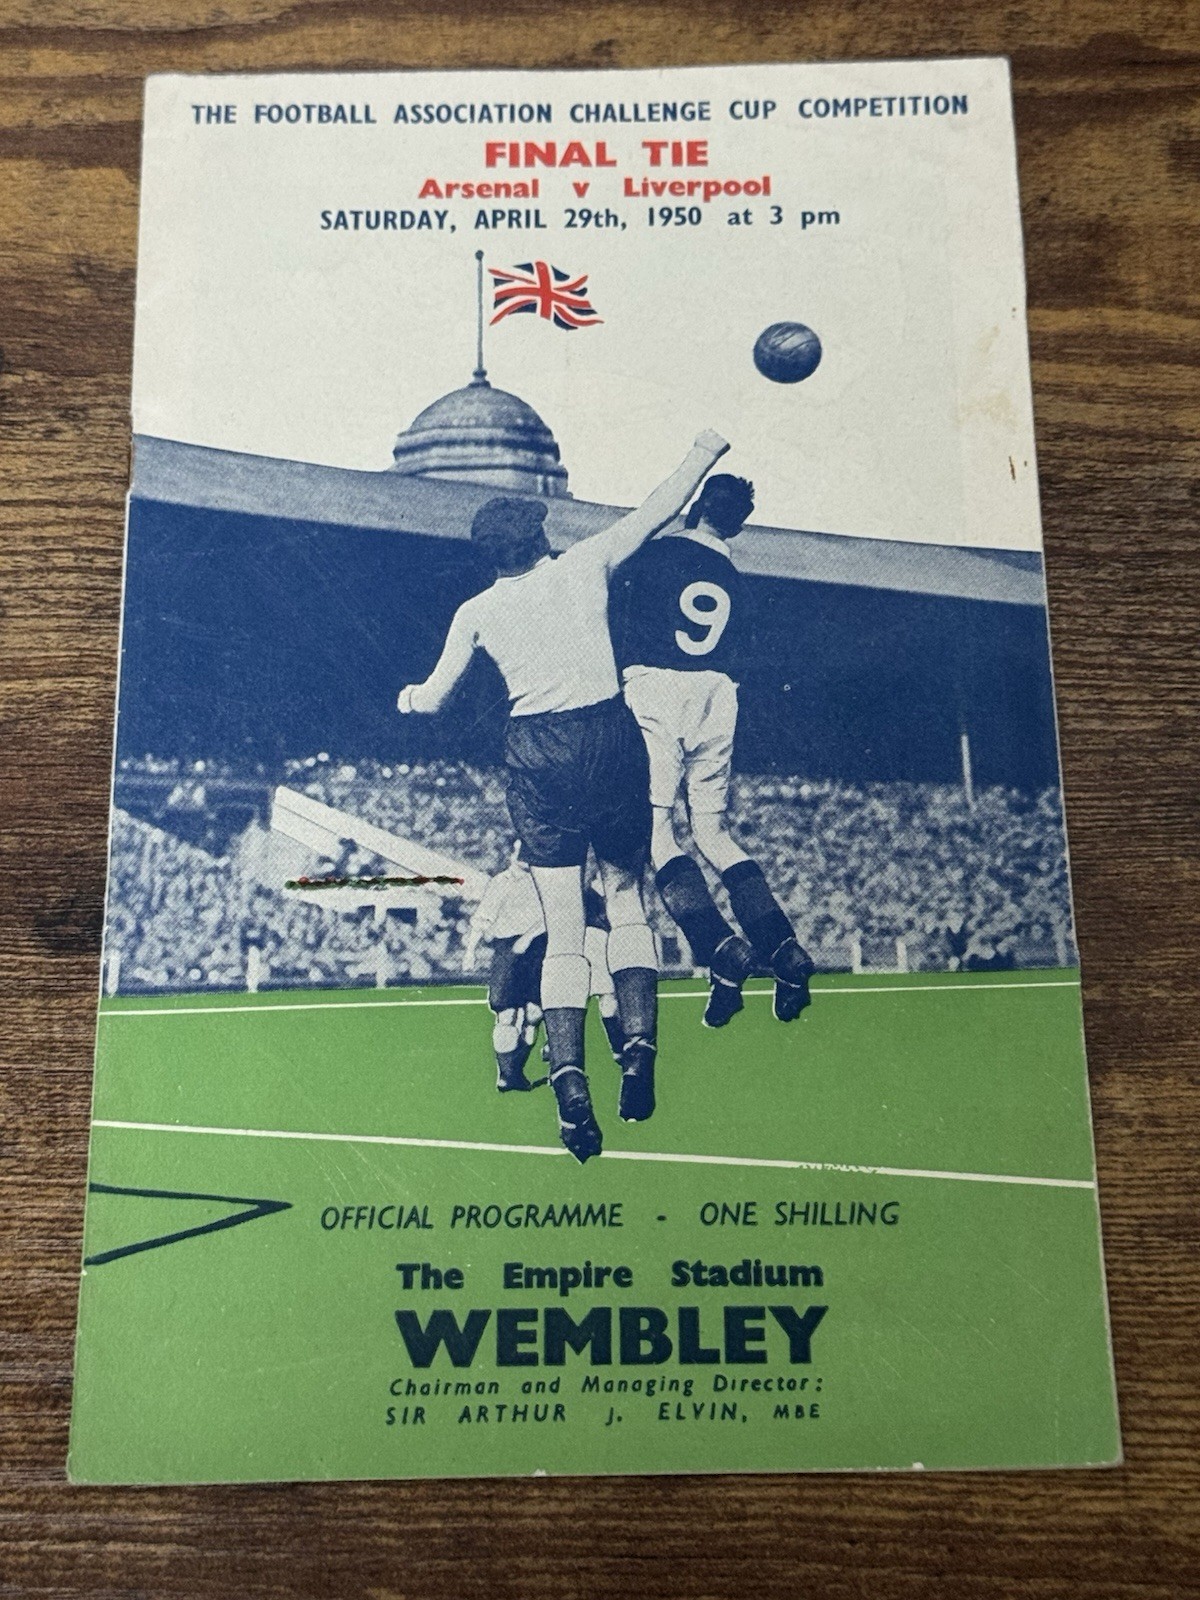 THE FOOTBALL ASSOCIATION CHALLENGE CUP COMPETITION
FINAL TIE
Arsenal v Liverpool
SATURDAY, APRIL 29th, 1950 at 3 pm
9
OFFICIAL PROGRAMME - ONE SHILLING
The Empire Stadium
WEMBLEY
Chairman and Managing Director:
SIR ARTHUR J. ELVIN, MBE